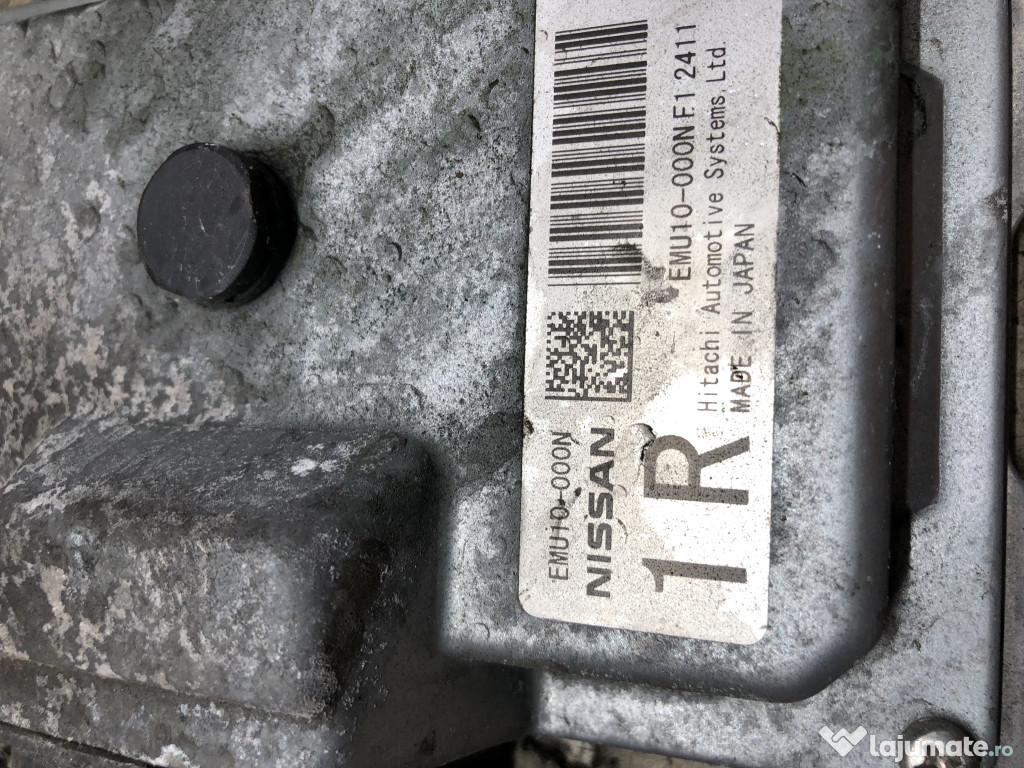 EMU10-000N
NISSAN
1R
EMU10-000N F1 2411
Hitachi Automotive Systems,Ltd.
MADE IN JAPAN
lajumate.ro